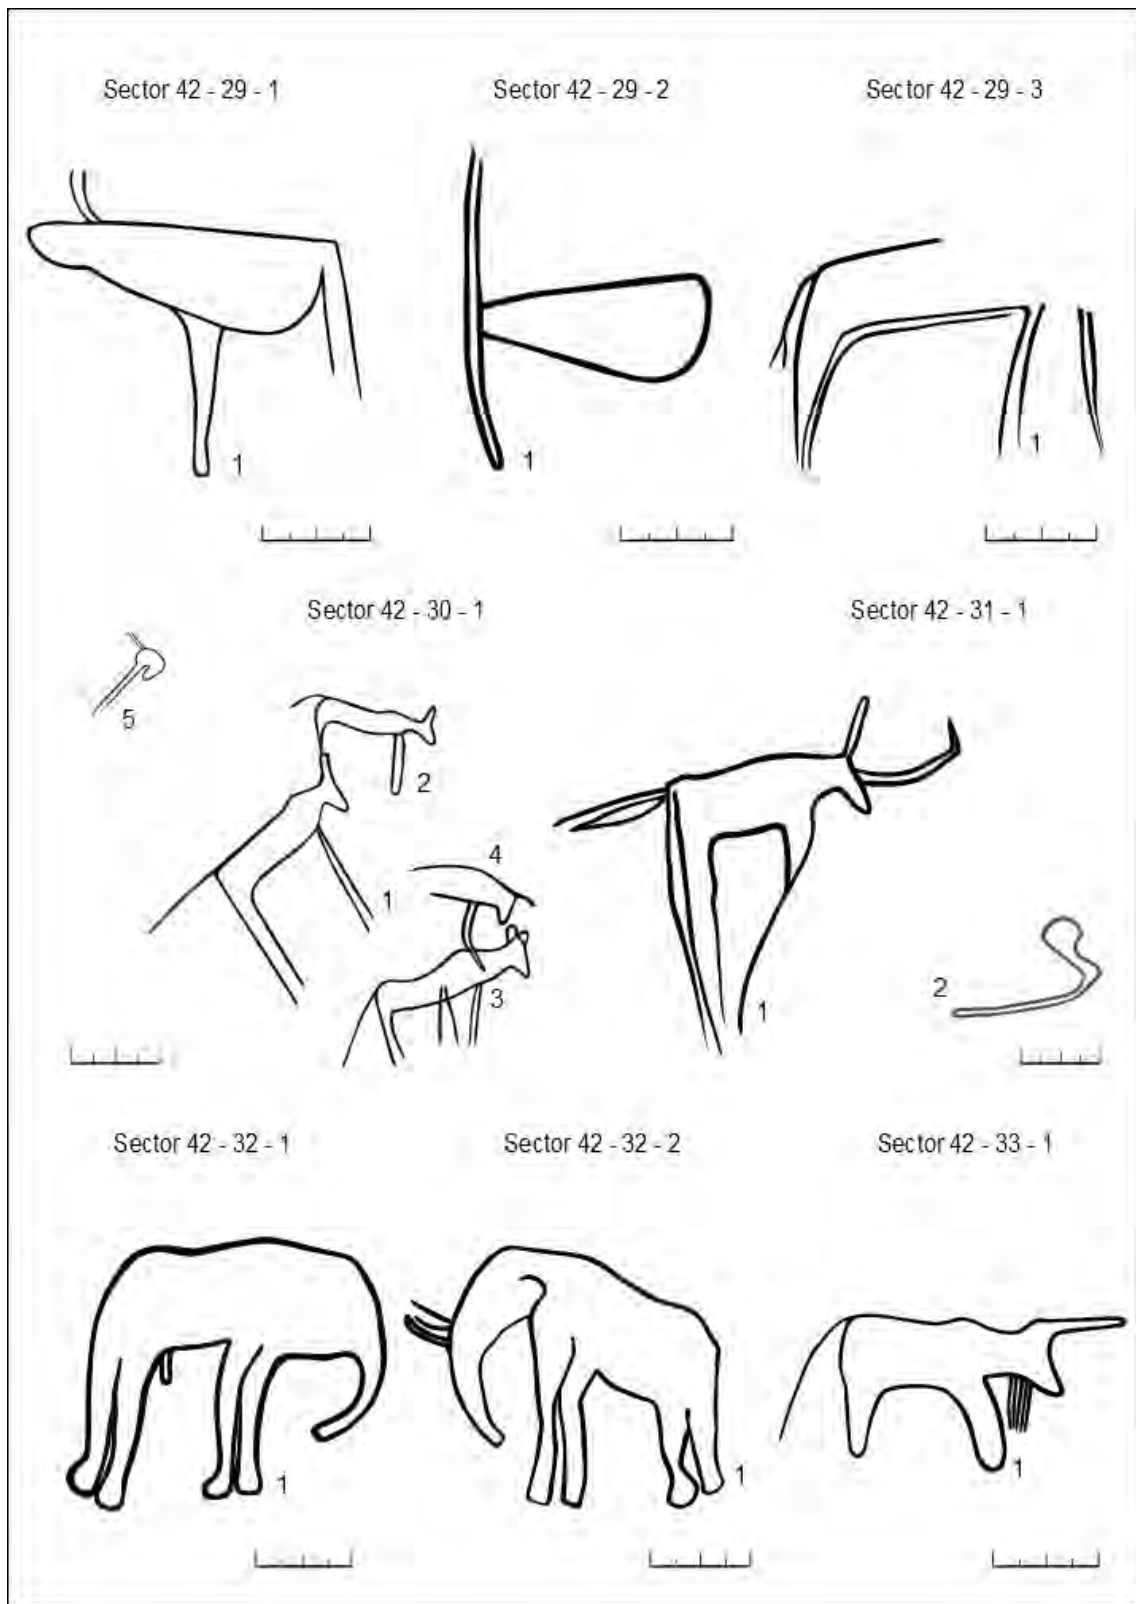 Sector 42 - 29 - 1
Sector 42 - 29 - 2
Sector 42 - 29 - 3
1
1
1
Sector 42 - 30 - 1
Sector 42 - 31 - 1
5
2
4
1
3
2
1
Sector 42 - 32 - 1
Sector 42 - 32 - 2
Sector 42 - 33 - 1
1
1
1